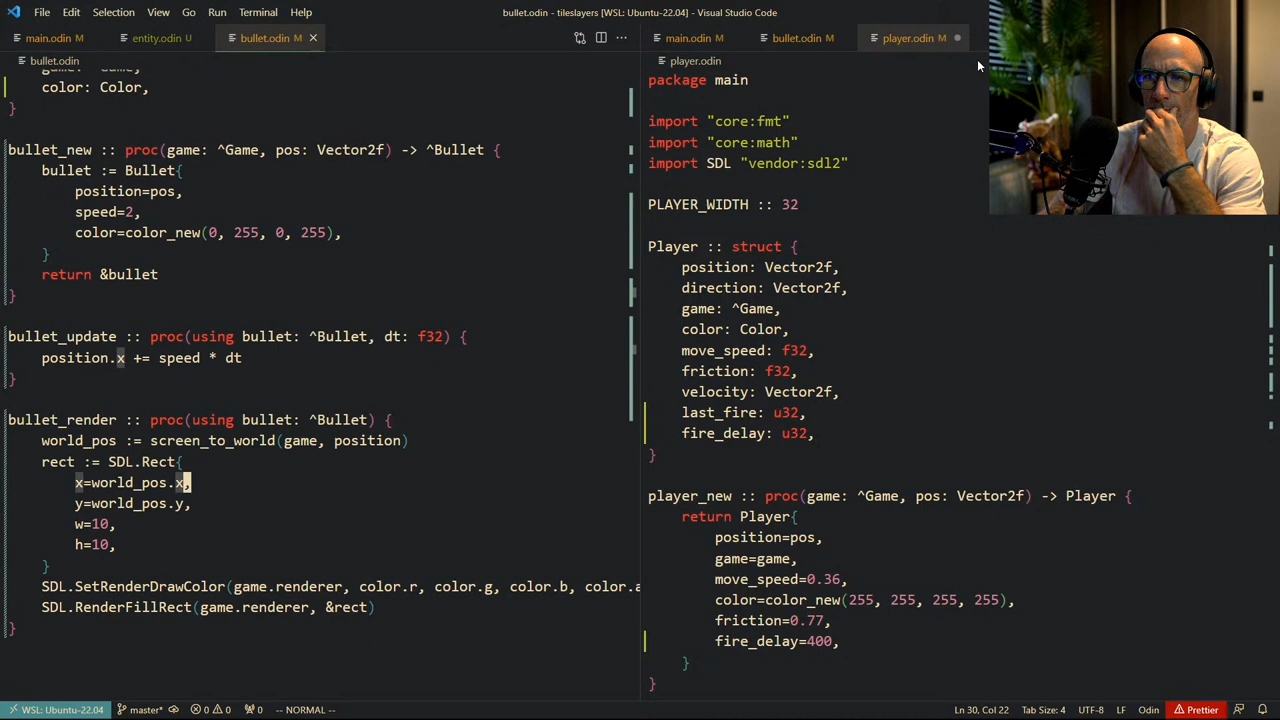 File Edit Selection View Go Run Terminal Help
bullet.odin - tileslayers [WSL: Ubuntu-22.04] - Visual Studio Code
main.odin M
entity.odin U
bullet.odin M
bullet.odin
color: Color,
}
bullet_new :: proc(game: ^Game, pos: Vector2f) -> ^Bullet {
bullet := Bullet{
position=pos,
speed=2,
color=color_new(0, 255, 0, 255),
}
return &bullet
}
bullet_update :: proc(using bullet: ^Bullet, dt: f32) {
position.x += speed * dt
}
bullet_render :: proc(using bullet: ^Bullet) {
world_pos := screen_to_world(game, position)
rect := SDL.Rect{
x=world_pos.x,
y=world_pos.y,
w=10,
h=10,
}
SDL.SetRenderDrawColor(game.renderer, color.r, color.g, color.b, color.a
SDL.RenderFillRect(game.renderer, &rect)
}
main.odin M
bullet.odin M
player.odin M
player.odin
package main
import "core:fmt"
import "core:math"
import SDL "vendor:sdl2"
PLAYER_WIDTH :: 32
Player :: struct {
position: Vector2f,
direction: Vector2f,
game: ^Game,
color: Color,
move_speed: f32,
friction: f32,
velocity: Vector2f,
last_fire: u32,
fire_delay: u32,
}
player_new :: proc(game: ^Game, pos: Vector2f) -> Player {
return Player{
position=pos,
game=game,
move_speed=0.36,
color=color_new(255, 255, 255, 255),
friction=0.77,
fire_delay=400,
}
}
WSL: Ubuntu-22.04 master* 0 0 0 -- NORMAL -- Ln 30, Col 22 Tab Size: 4 UTF-8 LF Odin Prettier